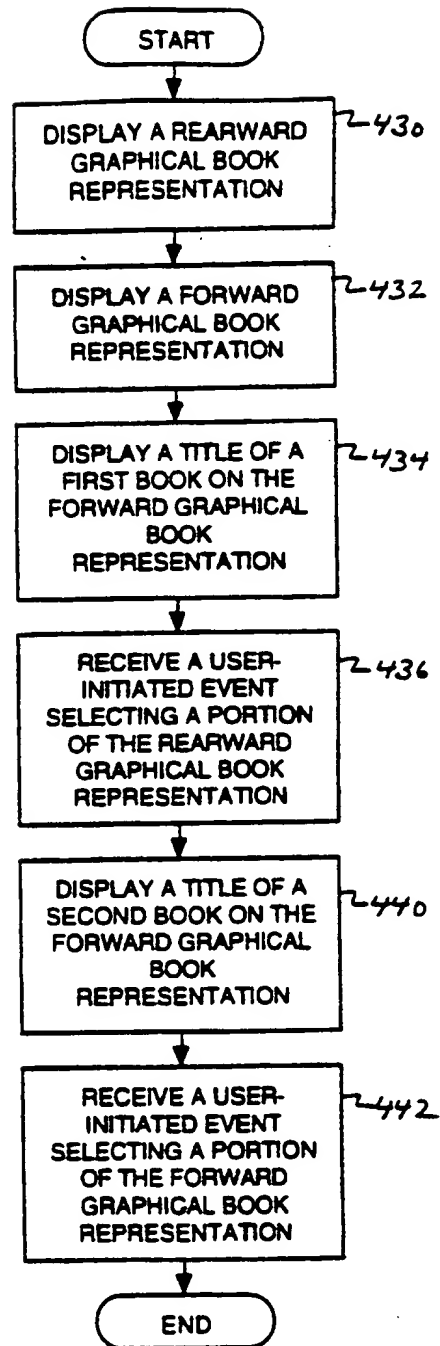 START
DISPLAY A REARWARD
GRAPHICAL BOOK
REPRESENTATION
430
DISPLAY A FORWARD
GRAPHICAL BOOK
REPRESENTATION
432
DISPLAY A TITLE OF A
FIRST BOOK ON THE
FORWARD GRAPHICAL
BOOK
REPRESENTATION
434
RECEIVE A USER-
INITIATED EVENT
SELECTING A PORTION
OF THE REARWARD
GRAPHICAL BOOK
REPRESENTATION
436
DISPLAY A TITLE OF A
SECOND BOOK ON THE
FORWARD GRAPHICAL
BOOK
REPRESENTATION
440
RECEIVE A USER-
INITIATED EVENT
SELECTING A PORTION
OF THE FORWARD
GRAPHICAL BOOK
REPRESENTATION
442
END